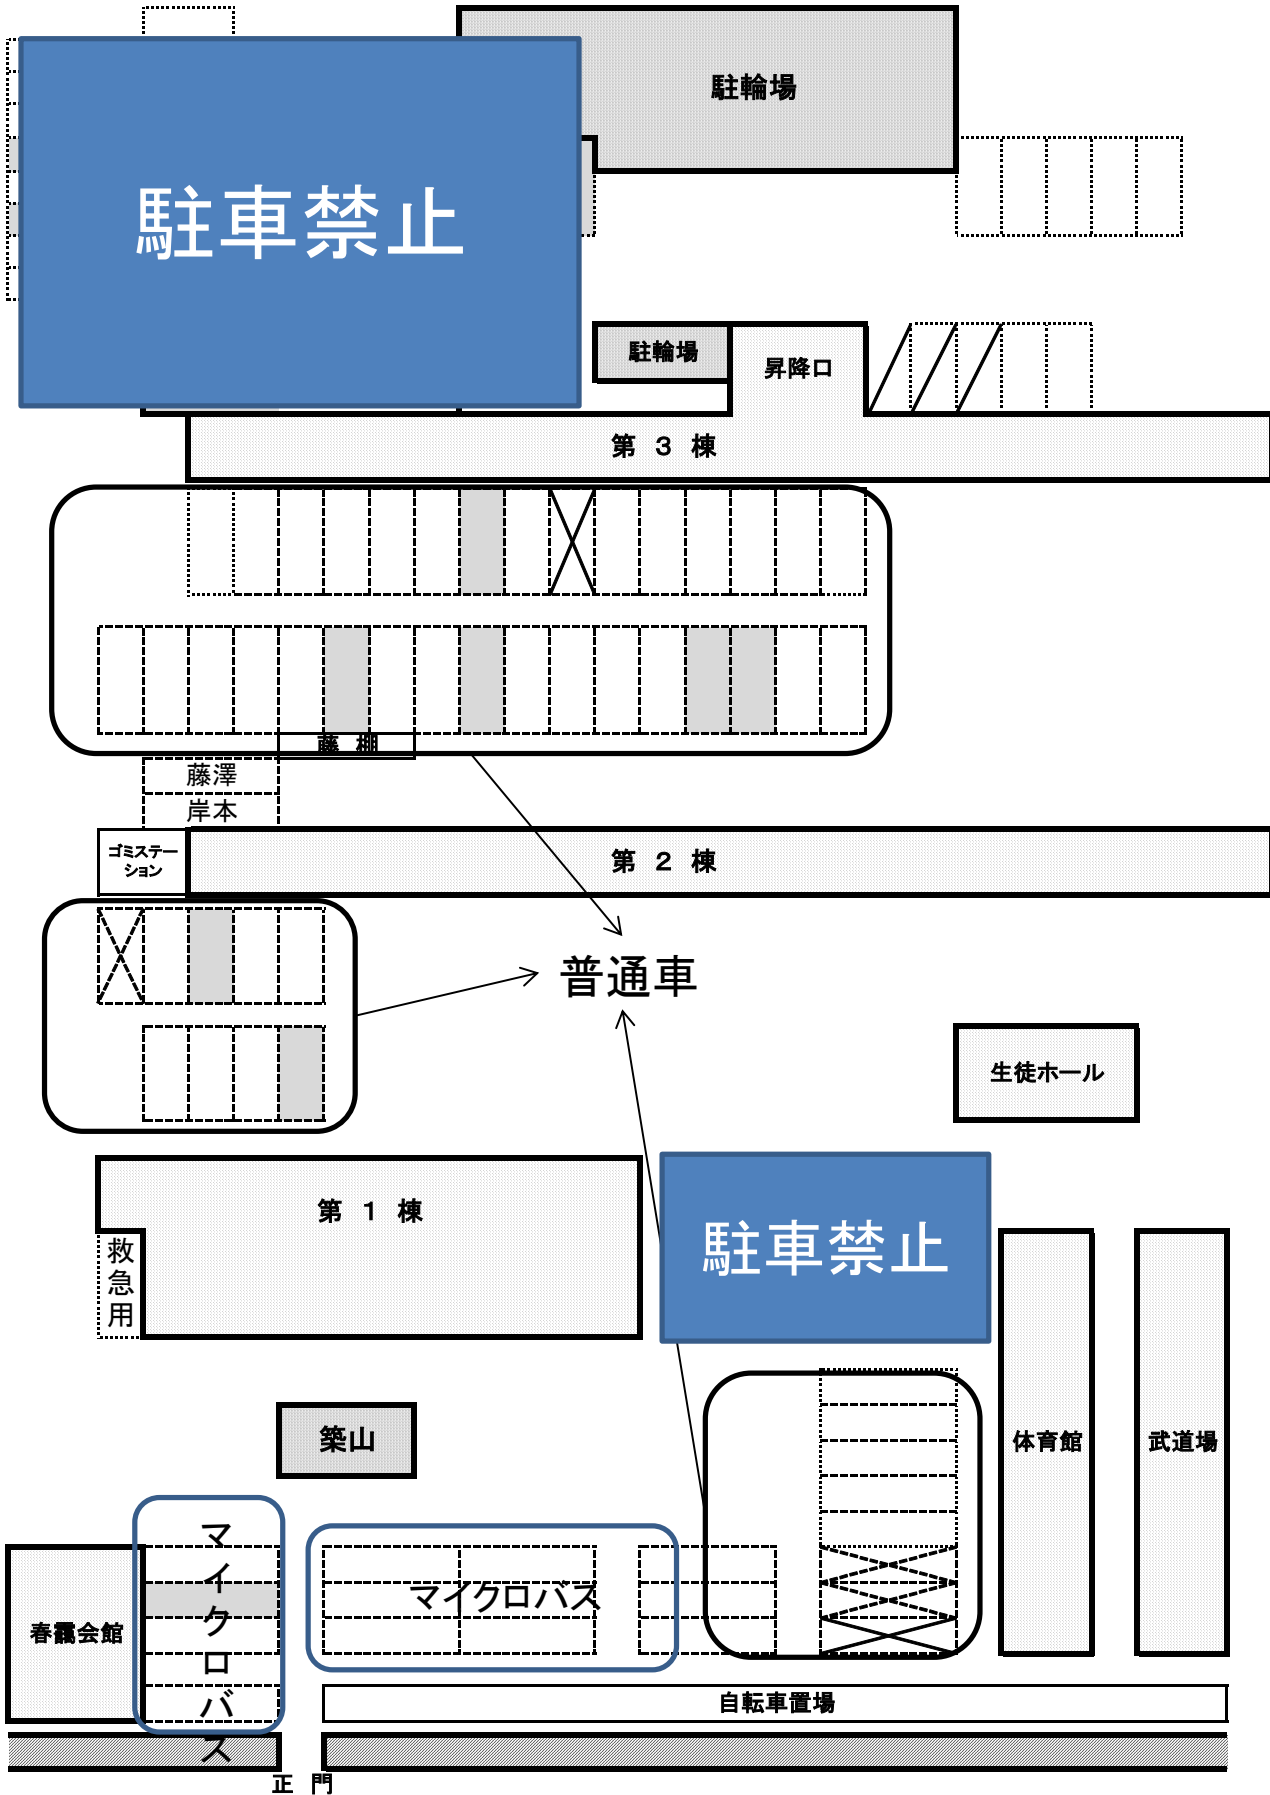 駐輪場
駐車禁止
駐輪場
昇降口
第 3 棟
藤 棚
藤澤
岸本
ゴミステー
ション
第 2 棟
普通車
生徒ホール
第 1 棟
救急用
駐車禁止
築山
体育館
武道場
マイクロバス
マイクロバス
春靄会館
自転車置場
正 門